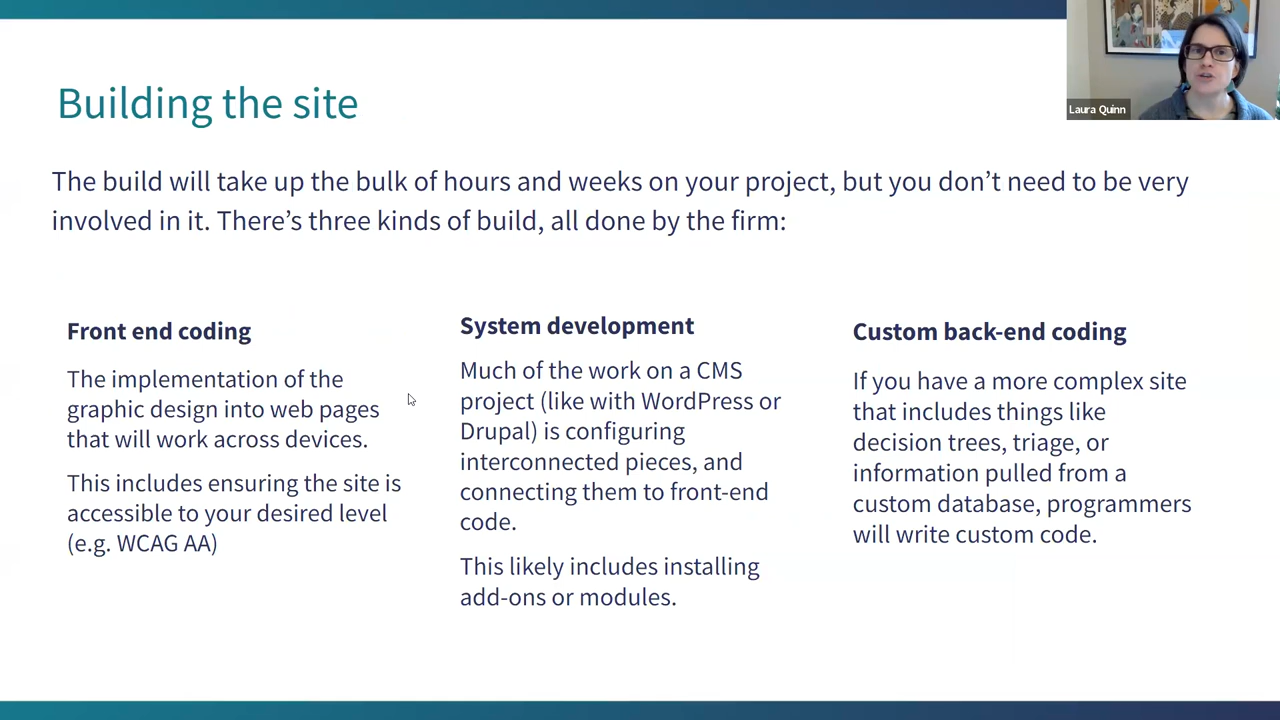 Building the site
Laura Quinn
The build will take up the bulk of hours and weeks on your project, but you don’t need to be very
involved in it. There’s three kinds of build, all done by the firm:
Front end coding
The implementation of the
graphic design into web pages
that will work across devices.
This includes ensuring the site is
accessible to your desired level
(e.g. WCAG AA)
System development
Much of the work on a CMS
project (like with WordPress or
Drupal) is configuring
interconnected pieces, and
connecting them to front-end
code.
This likely includes installing
add-ons or modules.
Custom back-end coding
If you have a more complex site
that includes things like
decision trees, triage, or
information pulled from a
custom database, programmers
will write custom code.